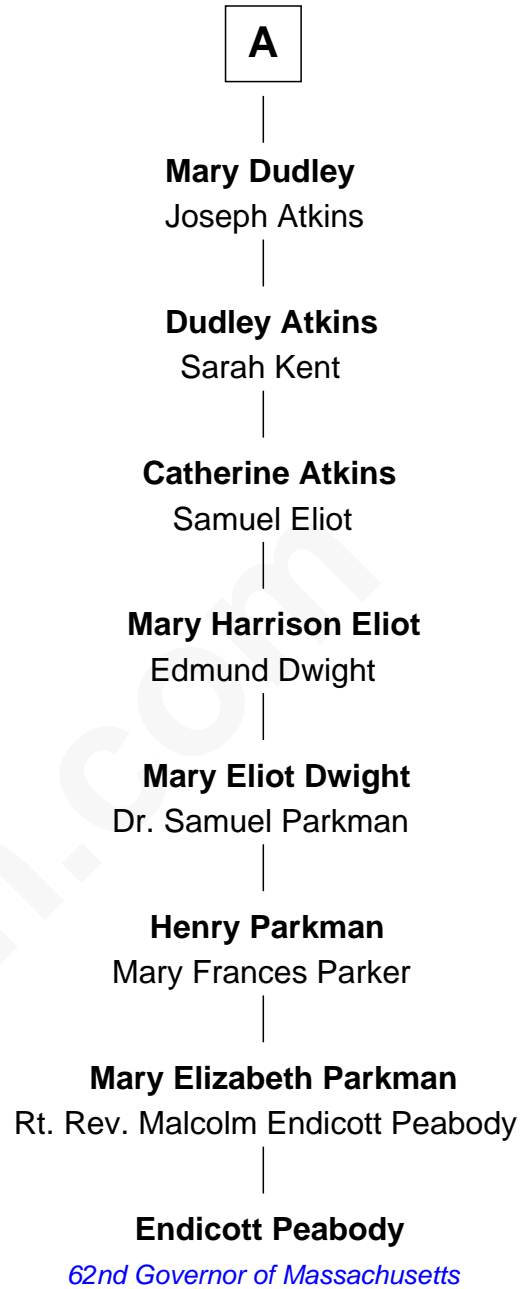 A
Mary Dudley
Joseph Atkins
Dudley Atkins
Sarah Kent
Catherine Atkins
Samuel Eliot
Mary Harrison Eliot
Edmund Dwight
Mary Eliot Dwight
Dr. Samuel Parkman
Henry Parkman
Mary Frances Parker
Mary Elizabeth Parkman
Rt. Rev. Malcolm Endicott Peabody
Endicott Peabody
62nd Governor of Massachusetts